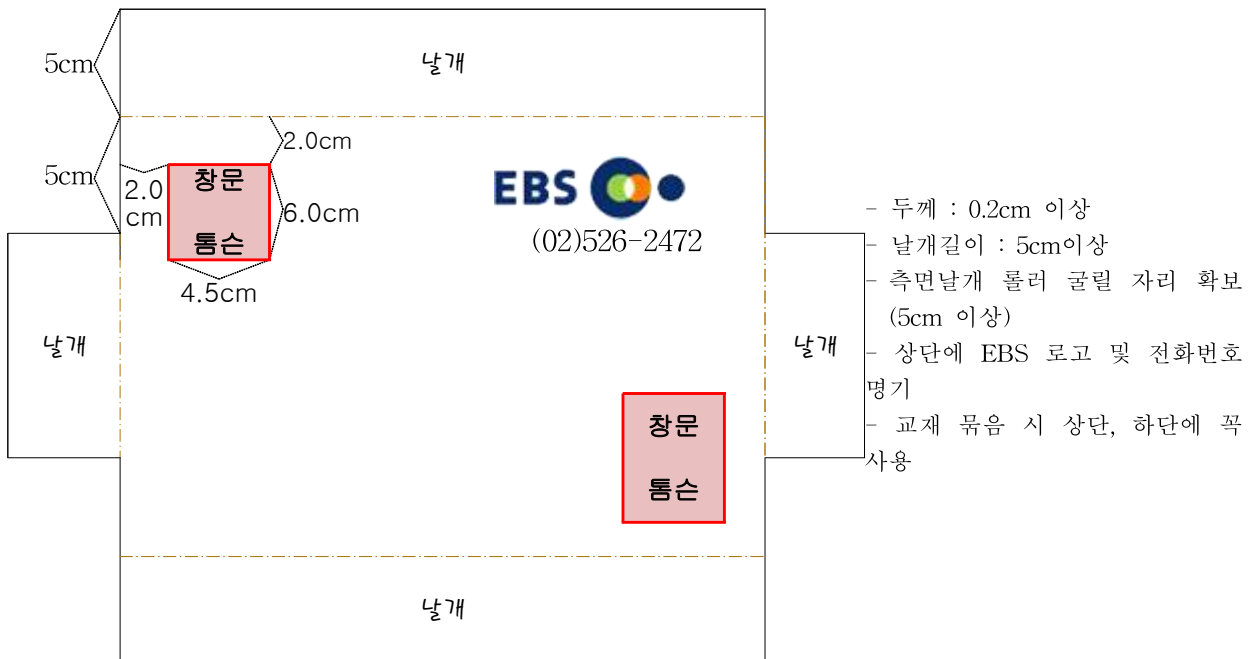 날개
5cm
2.0cm
5cm
2.0
cm
창문
톰슨
6.0cm
4.5cm
EBS
(02)526-2472
날개
날개
창문
톰슨
날개
- 두께 : 0.2cm 이상
- 날개길이 : 5cm이상
- 측면날개 롤러 굴릴 자리 확보
(5cm 이상)
- 상단에 EBS 로고 및 전화번호
명기
- 교재 묶음 시 상단, 하단에 꼭
사용